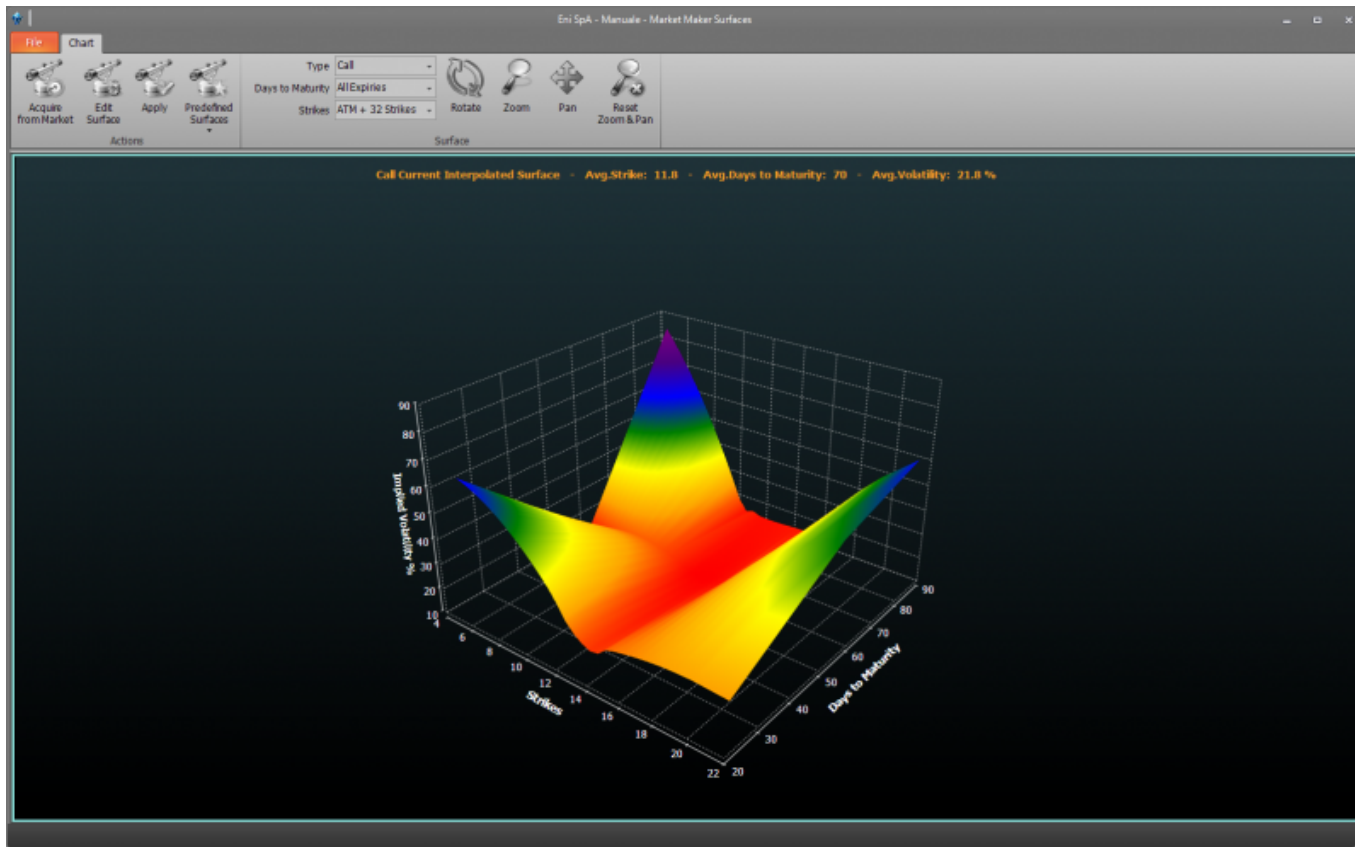 Eni SpA - Manuale - Market Maker Surfaces
File Chart
Type Call
Days to Maturity All Expiries
Strikes ATM + 32 Strikes
Acquire from Market
Edit Surface
Apply
Predefined Surfaces
Rotate
Zoom
Pan
Reset Zoom & Pan
Actions
Surface
Call Current Interpolated Surface - Avg.Strike: 11.8 - Avg.Days to Maturity: 70 - Avg.Volatility: 21.8 %
90
80
70
60
50
40
30
20
10
Implied Volatility %
4
6
8
10
12
14
16
18
20
22
Strikes
20
30
40
50
60
70
80
90
Days to Maturity